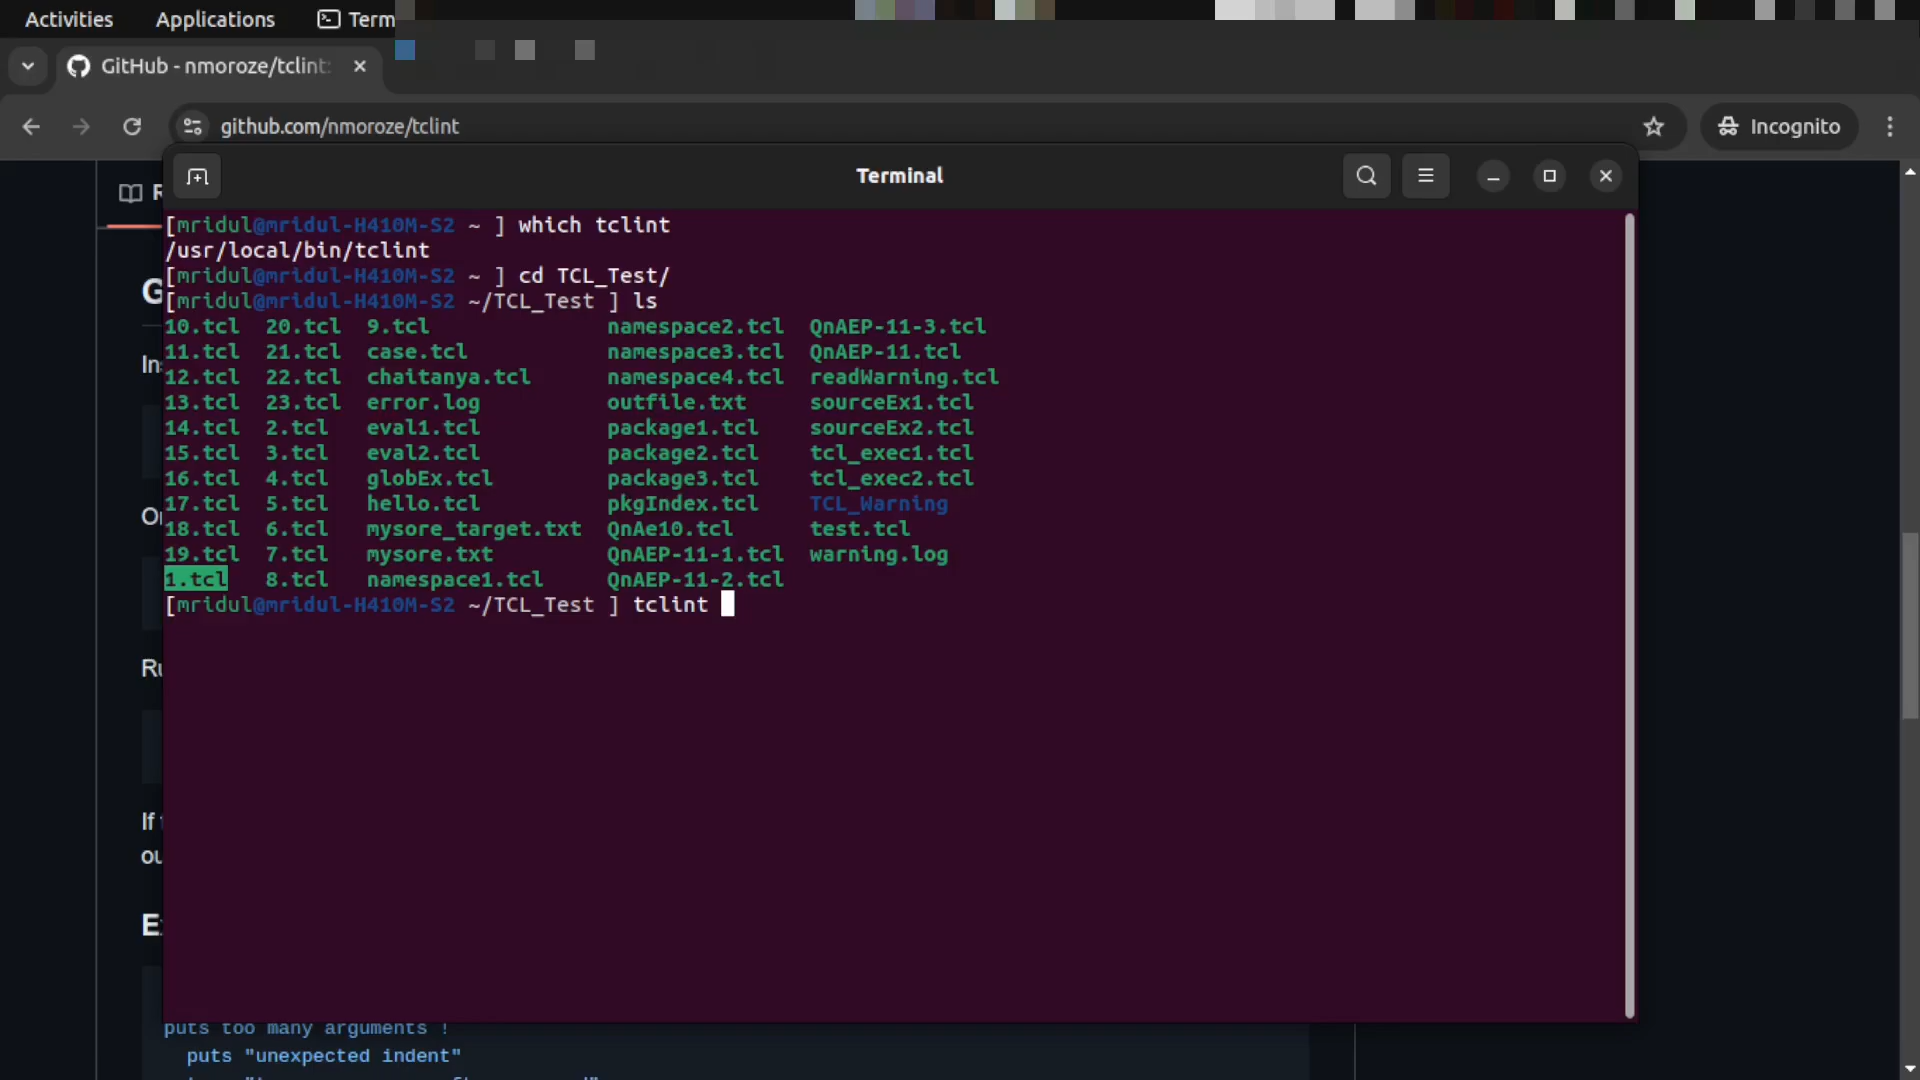 Activities Applications Term
GitHub - nmoroze/tclint:
github.com/nmoroze/tclint
Incognito
Terminal
[mridul@mridul-H410M-S2 ~ ] which tclint
/usr/local/bin/tclint
[mridul@mridul-H410M-S2 ~ ] cd TCL_Test/
[mridul@mridul-H410M-S2 ~/TCL_Test ] ls
10.tcl 20.tcl 9.tcl namespace2.tcl QnAEP-11-3.tcl
11.tcl 21.tcl case.tcl namespace3.tcl QnAEP-11.tcl
12.tcl 22.tcl chaitanya.tcl namespace4.tcl readWarning.tcl
13.tcl 23.tcl error.log outfile.txt sourceEx1.tcl
14.tcl 2.tcl eval1.tcl package1.tcl sourceEx2.tcl
15.tcl 3.tcl eval2.tcl package2.tcl tcl_exec1.tcl
16.tcl 4.tcl globEx.tcl package3.tcl tcl_exec2.tcl
17.tcl 5.tcl hello.tcl pkgIndex.tcl TCL_Warning
18.tcl 6.tcl mysore_target.txt QnAe10.tcl test.tcl
19.tcl 7.tcl mysore.txt QnAEP-11-1.tcl warning.log
1.tcl 8.tcl namespace1.tcl QnAEP-11-2.tcl
[mridul@mridul-H410M-S2 ~/TCL_Test ] tclint
If
puts too many arguments !
puts "unexpected indent"